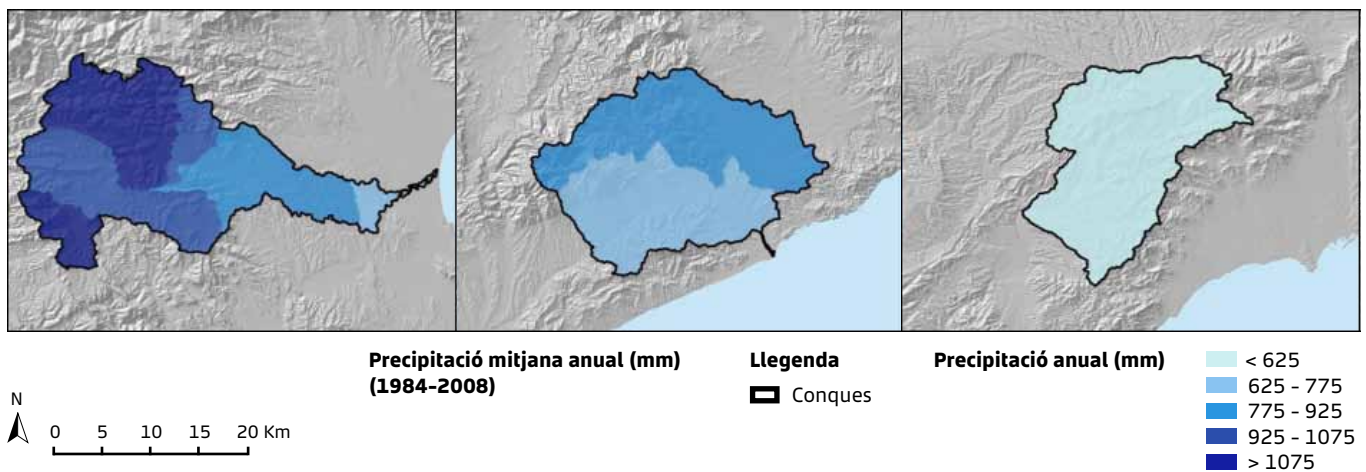 Precipitació mitjana anual (mm)
(1984–2008)
Llegenda
Conques
Precipitació anual (mm)
< 625
625 - 775
775 - 925
925 - 1075
> 1075
N
0 5 10 15 20 Km